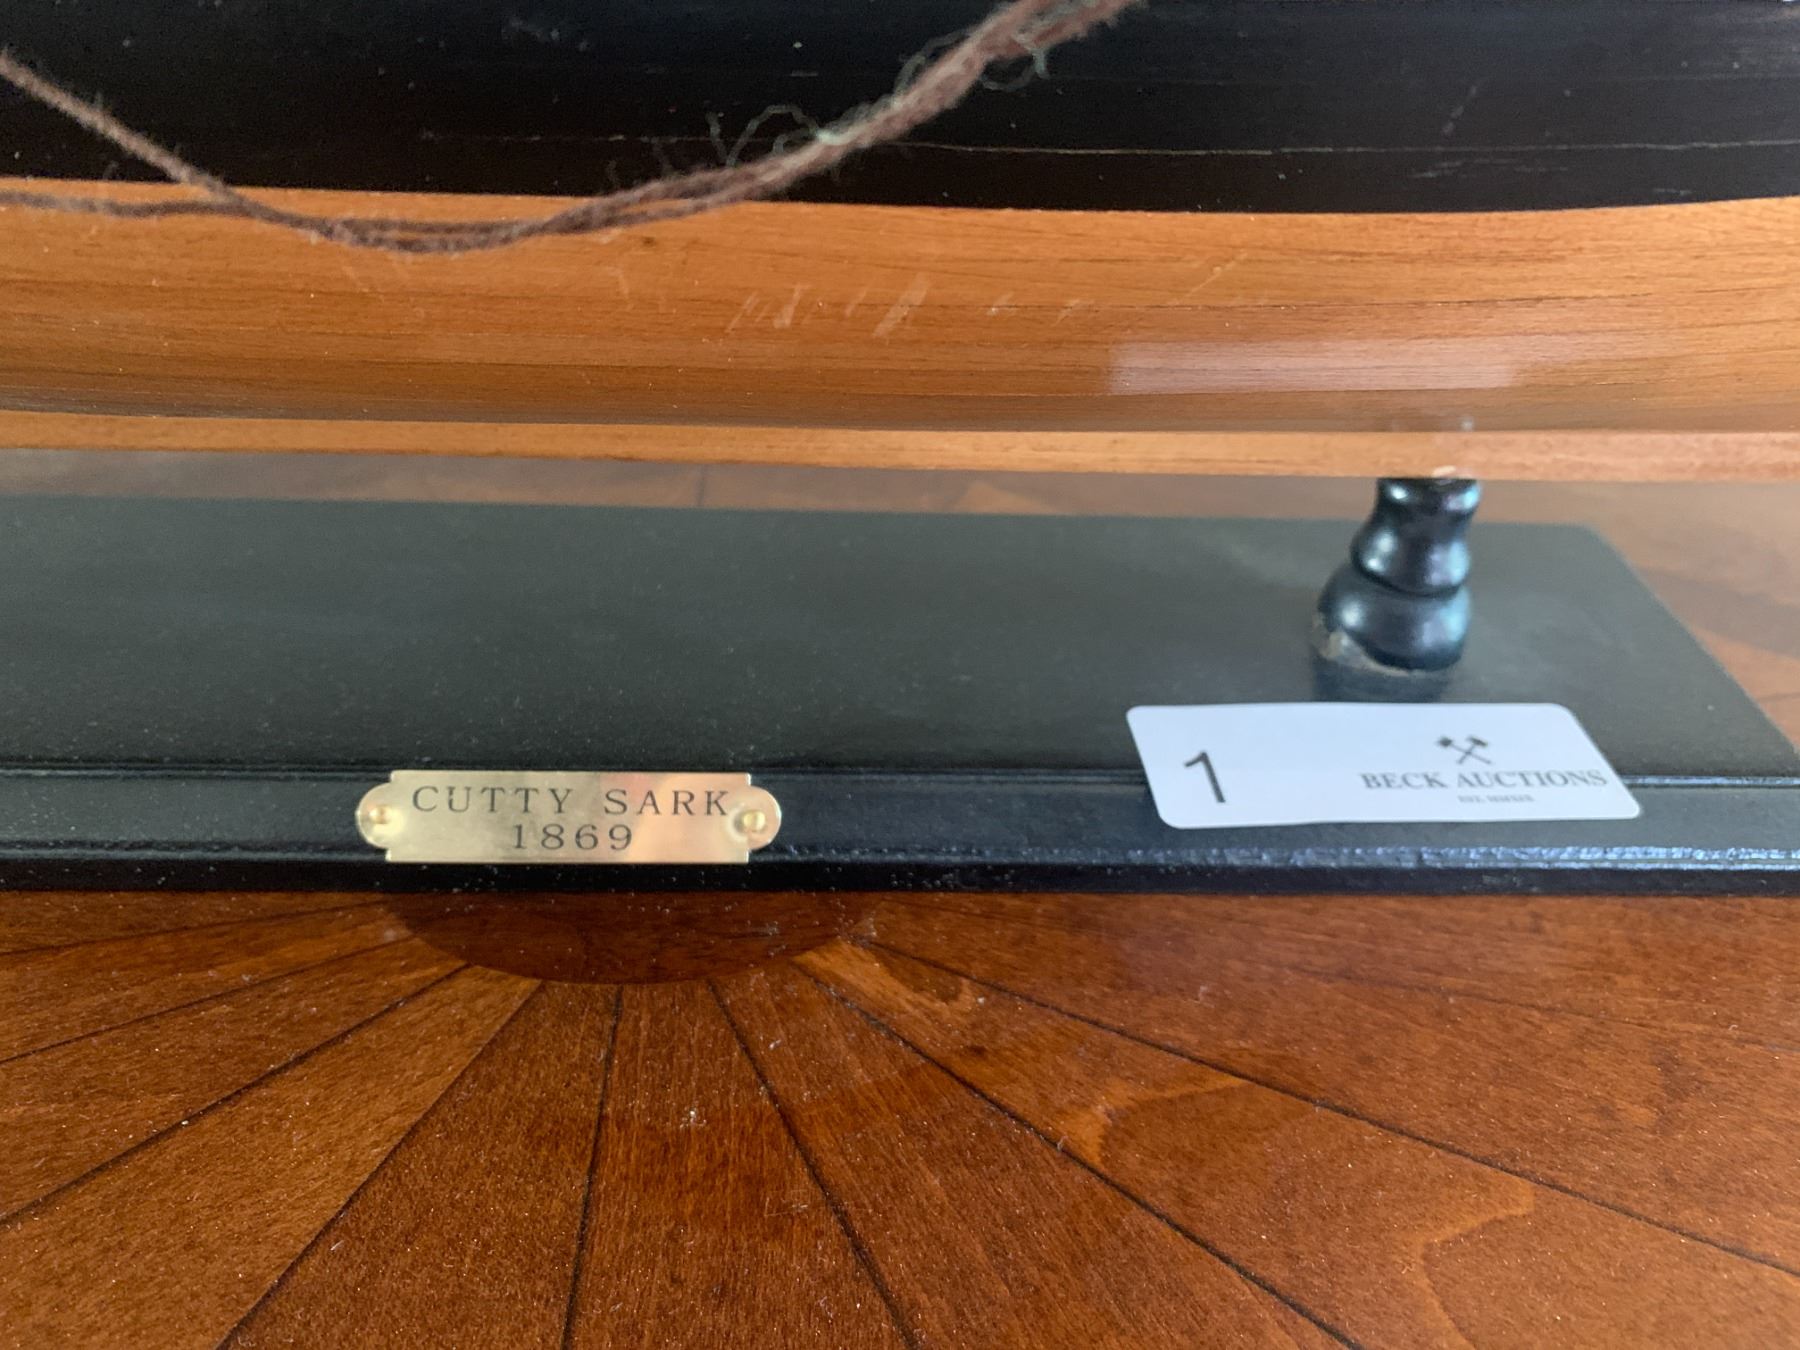 CUTTY SARK
1869
1
BECK AUCTIONS